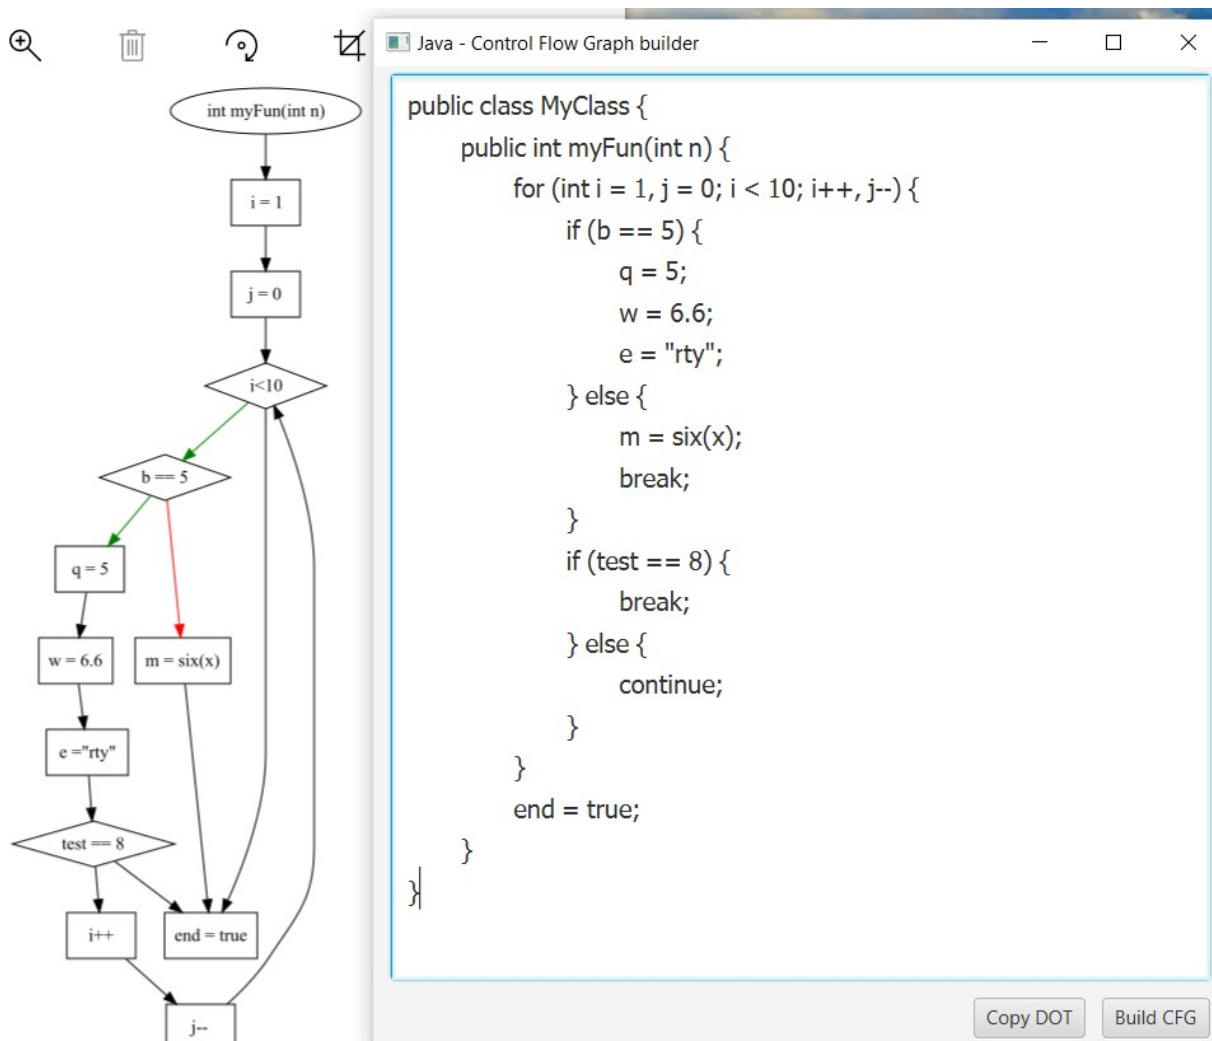 int myFun(int n)
i = 1
j = 0
i<10
b == 5
q = 5
w = 6.6
m = six(x)
e ="rty"
test == 8
i++
end = true
j--
Java - Control Flow Graph builder
public class MyClass {
public int myFun(int n) {
for (int i = 1, j = 0; i < 10; i++, j--) {
if (b == 5) {
q = 5;
w = 6.6;
e = "rty";
} else {
m = six(x);
break;
}
if (test == 8) {
break;
} else {
continue;
}
}
end = true;
}
}
Copy DOT
Build CFG